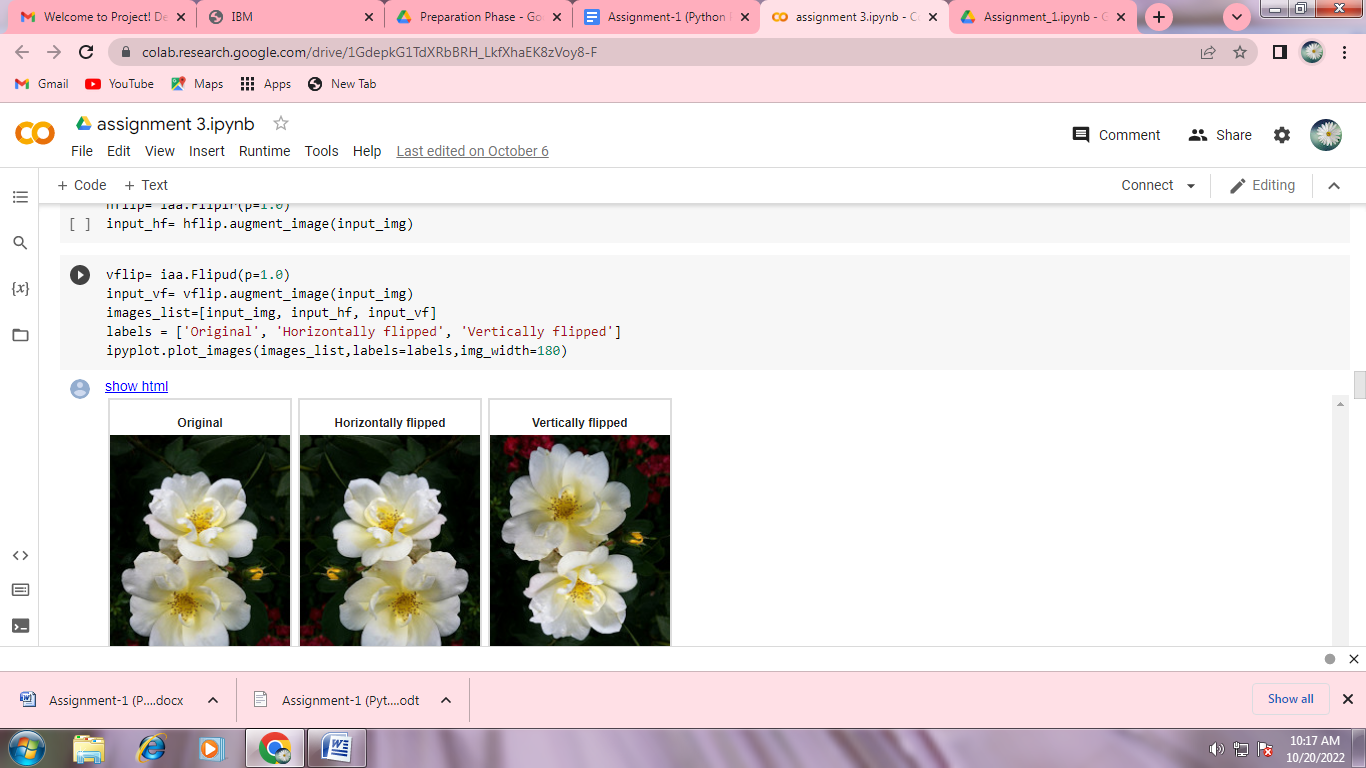 Welcome to Project! De
IBM
Preparation Phase - Go
Assignment-1 (Python
assignment 3.ipynb - C
Assignment_1.ipynb - G
colab.research.google.com/drive/1GdepkG1TdXRbBRH_LkfXhaEK8zVoy8-F
Gmail YouTube Maps Apps New Tab
assignment 3.ipynb
Comment Share
File Edit View Insert Runtime Tools Help Last edited on October 6
+ Code + Text Connect Editing
hflip= iaa.Fliplr(p=1.0)
[ ] input_hf= hflip.augment_image(input_img)
{x}
vflip= iaa.Flipud(p=1.0)
input_vf= vflip.augment_image(input_img)
images_list=[input_img, input_hf, input_vf]
labels = ['Original', 'Horizontally flipped', 'Vertically flipped']
ipyplot.plot_images(images_list,labels=labels,img_width=180)
show html
Original Horizontally flipped Vertically flipped
Assignment-1 (P....docx Assignment-1 (Pyt....odt Show all
10:17 AM
10/20/2022